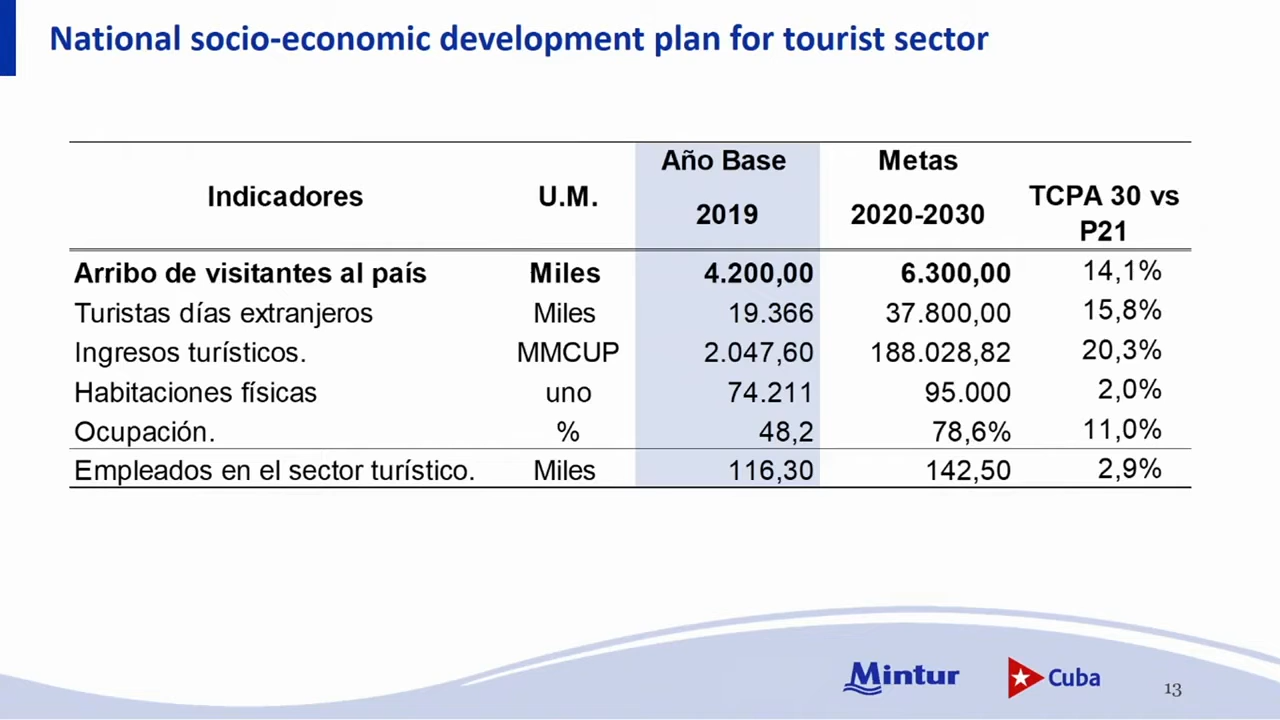 National socio-economic development plan for tourist sector
Indicadores U.M. Año Base 2019 Metas 2020-2030 TCPA 30 vs P21
Arribo de visitantes al país Miles 4.200,00 6.300,00 14,1%
Turistas días extranjeros Miles 19.366 37.800,00 15,8%
Ingresos turísticos. MMCUP 2.047,60 188.028,82 20,3%
Habitaciones físicas uno 74.211 95.000 2,0%
Ocupación. % 48,2 78,6% 11,0%
Empleados en el sector turístico. Miles 116,30 142,50 2,9%
Mintur Cuba 13